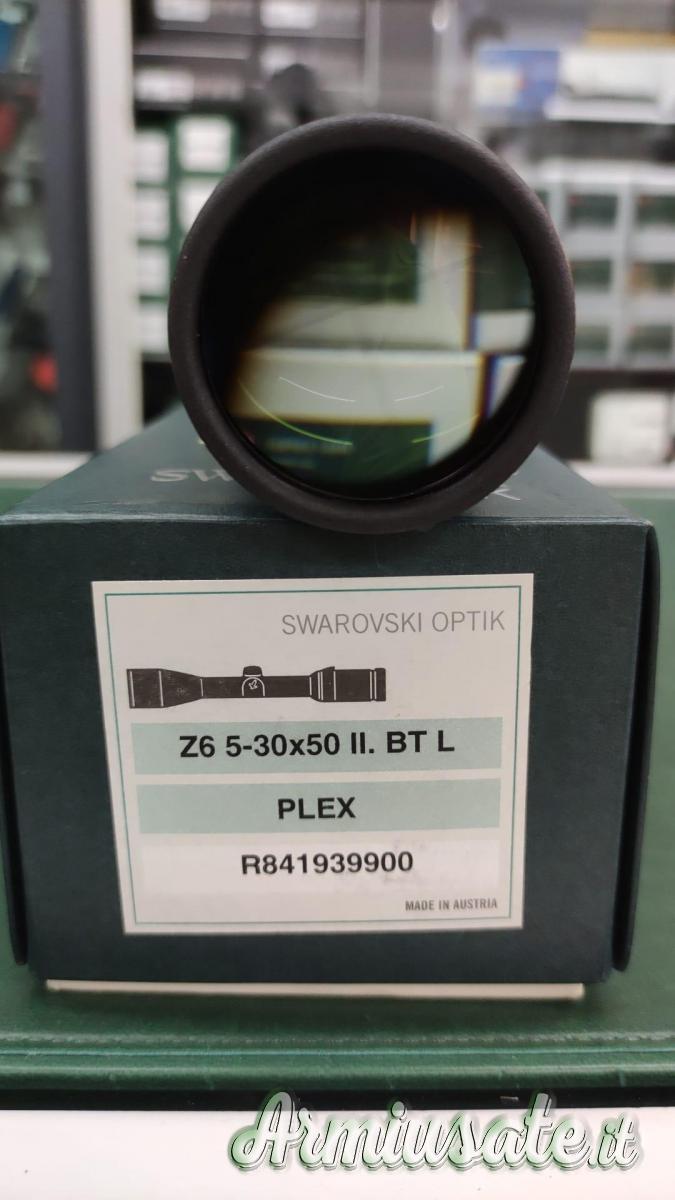 SWAROVSKI OPTIK
Z6 5-30x50 II. BT L
PLEX
R841939900
MADE IN AUSTRIA
Armiusate.it